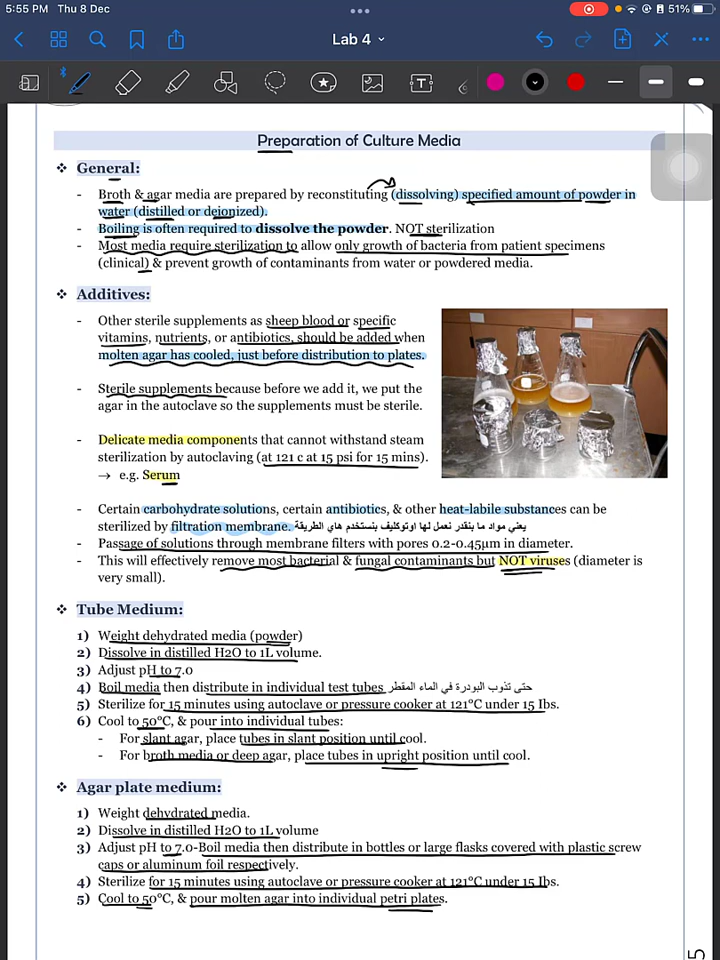 5:55 PM Thu 8 Dec
51%
Lab 4
Preparation of Culture Media
❖ General:
- Broth & agar media are prepared by reconstituting (dissolving) specified amount of powder in
water (distilled or deionized).
- Boiling is often required to dissolve the powder. NOT sterilization
- Most media require sterilization to allow only growth of bacteria from patient specimens
(clinical) & prevent growth of contaminants from water or powdered media.
❖ Additives:
- Other sterile supplements as sheep blood or specific
vitamins, nutrients, or antibiotics, should be added when
molten agar has cooled, just before distribution to plates.
- Sterile supplements because before we add it, we put the
agar in the autoclave so the supplements must be sterile.
- Delicate media components that cannot withstand steam
sterilization by autoclaving (at 121 c at 15 psi for 15 mins).
→ e.g. Serum
- Certain carbohydrate solutions, certain antibiotics, & other heat-labile substances can be
sterilized by filtration membrane. يعني مواد ما بنقدر نعمل لها اوتوكليف بنستخدم هاي الطريقة
- Passage of solutions through membrane filters with pores 0.2-0.45µm in diameter.
- This will effectively remove most bacterial & fungal contaminants but NOT viruses (diameter is
very small).
❖ Tube Medium:
1) Weight dehydrated media (powder)
2) Dissolve in distilled H2O to 1L volume.
3) Adjust pH to 7.0
4) Boil media then distribute in individual test tubes حتى تذوب البودرة في الماء المقطر
5) Sterilize for 15 minutes using autoclave or pressure cooker at 121°C under 15 Ibs.
6) Cool to 50°C, & pour into individual tubes:
- For slant agar, place tubes in slant position until cool.
- For broth media or deep agar, place tubes in upright position until cool.
❖ Agar plate medium:
1) Weight dehydrated media.
2) Dissolve in distilled H2O to 1L volume
3) Adjust pH to 7.0-Boil media then distribute in bottles or large flasks covered with plastic screw
caps or aluminum foil respectively.
4) Sterilize for 15 minutes using autoclave or pressure cooker at 121°C under 15 Ibs.
5) Cool to 50°C, & pour molten agar into individual petri plates.
5